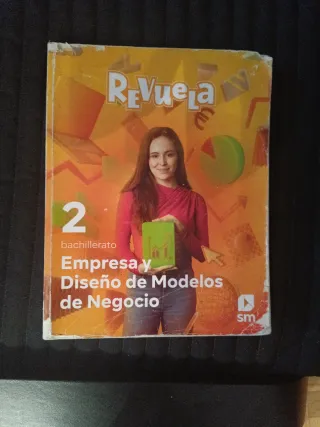 REVUELA
2
bachillerato
Empresa y
Diseño de Modelos
de Negocio
sm